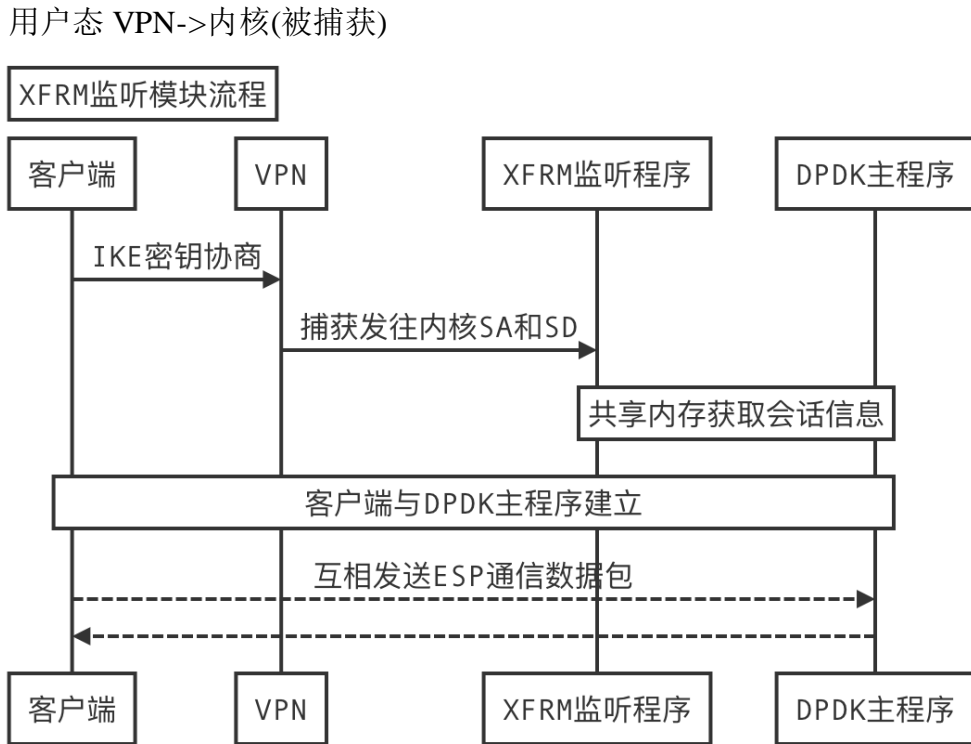 用户态 VPN->内核(被捕获)
XFRM监听模块流程
客户端
VPN
XFRM监听程序
DPDK主程序
IKE密钥协商
捕获发往内核SA和SD
共享内存获取会话信息
客户端与DPDK主程序建立
互相发送ESP通信数据包
客户端
VPN
XFRM监听程序
DPDK主程序